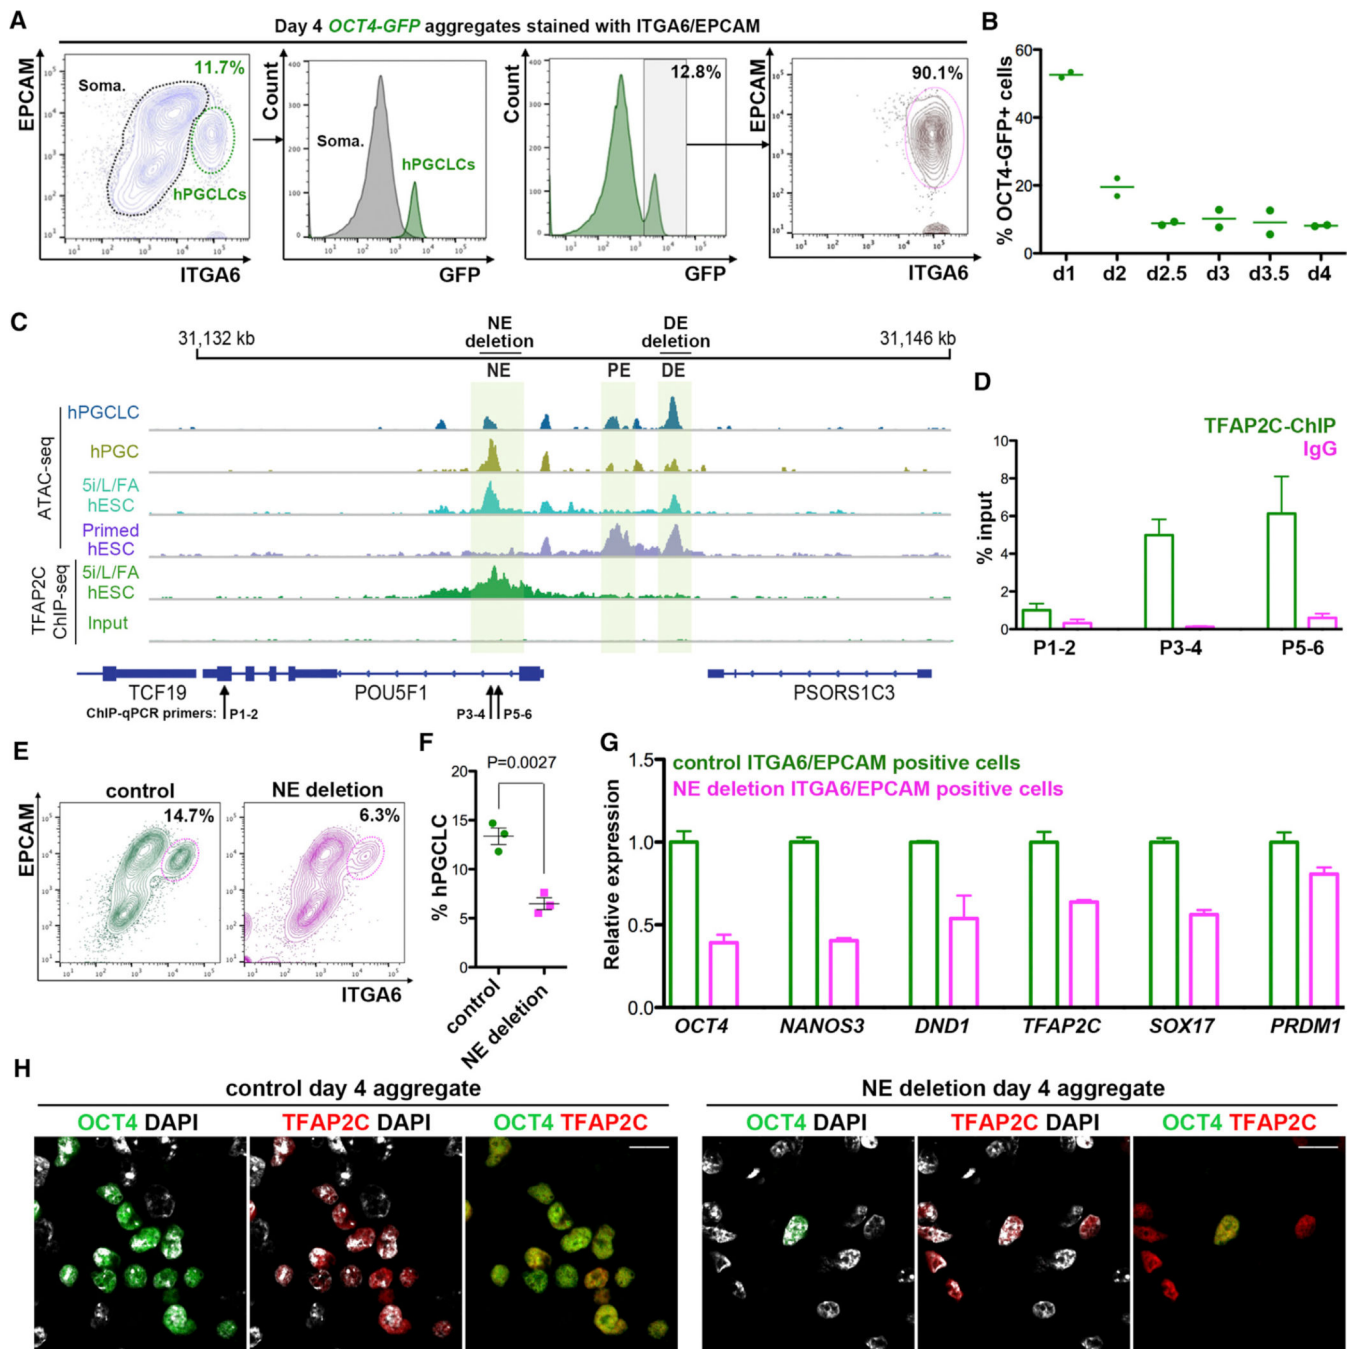 A
Day 4 OCT4-GFP aggregates stained with ITGA6/EPCAM
EPCAM
Soma.
11.7%
hPGCLCs
ITGA6
Count
Soma.
hPGCLCs
GFP
Count
12.8%
GFP
EPCAM
90.1%
ITGA6
B
% OCT4-GFP+ cells
60
40
20
0
d1 d2 d2.5 d3 d3.5 d4
C
31,132 kb
NE deletion
DE deletion
31,146 kb
NE PE DE
ATAC-seq
hPGCLC
hPGC
5i/L/FA hESC
Primed hESC
TFAP2C ChIP-seq
5i/L/FA hESC
Input
TCF19
POU5F1
PSORS1C3
ChIP-qPCR primers: P1-2
P3-4 P5-6
D
TFAP2C-ChIP
IgG
% input
10
8
6
4
2
0
P1-2 P3-4 P5-6
E
control
14.7%
NE deletion
6.3%
EPCAM
ITGA6
F
P=0.0027
% hPGCLC
20
15
10
5
0
control
NE deletion
G
control ITGA6/EPCAM positive cells
NE deletion ITGA6/EPCAM positive cells
Relative expression
1.5
1.0
0.5
0.0
OCT4 NANOS3 DND1 TFAP2C SOX17 PRDM1
H
control day 4 aggregate
OCT4 DAPI TFAP2C DAPI OCT4 TFAP2C
NE deletion day 4 aggregate
OCT4 DAPI TFAP2C DAPI OCT4 TFAP2C